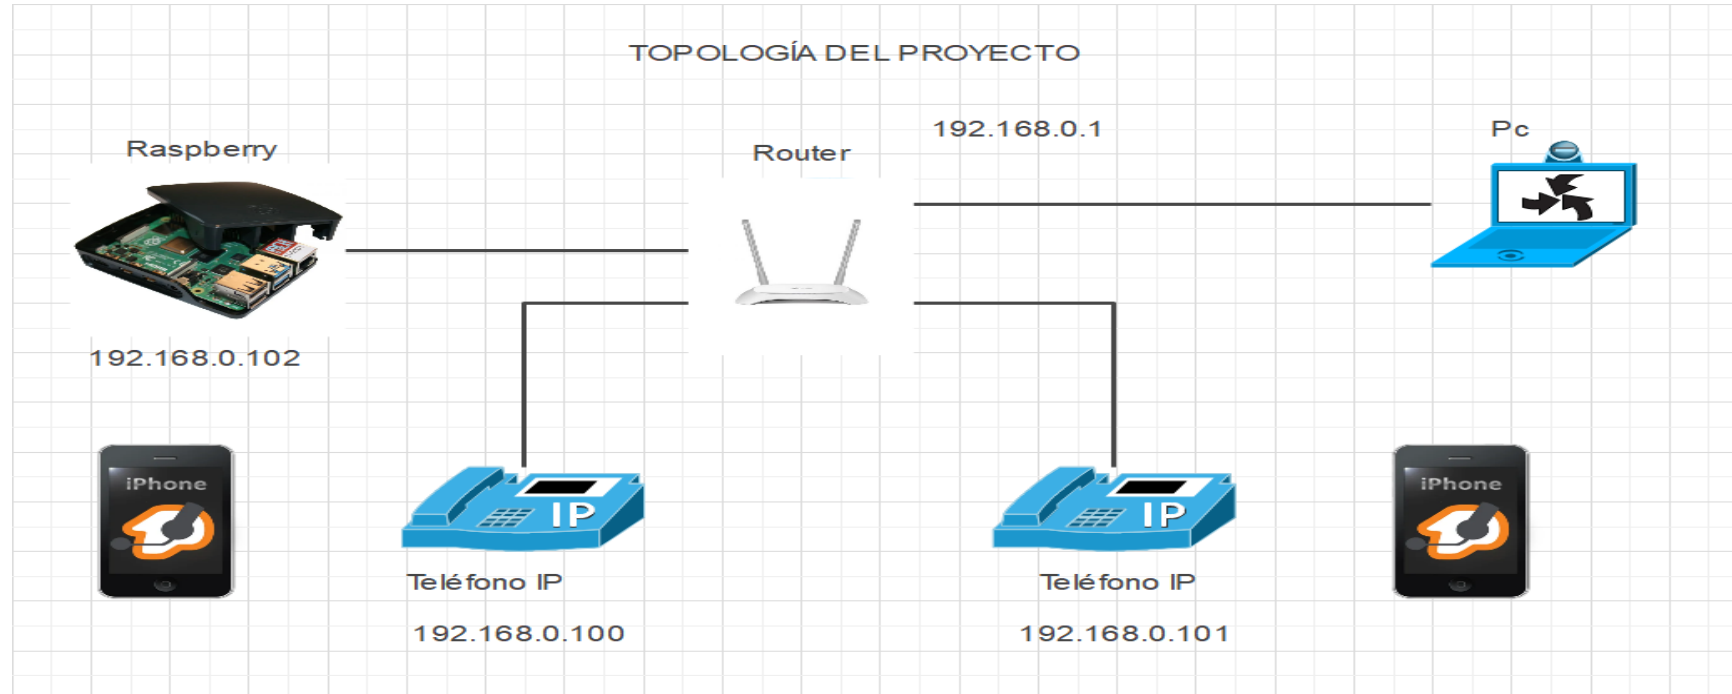 TOPOLOGÍA DEL PROYECTO
192.168.0.1
Pc
Raspberry
Router
192.168.0.102
iPhone
iPhone
IP
IP
Teléfono IP
Teléfono IP
192.168.0.100
192.168.0.101